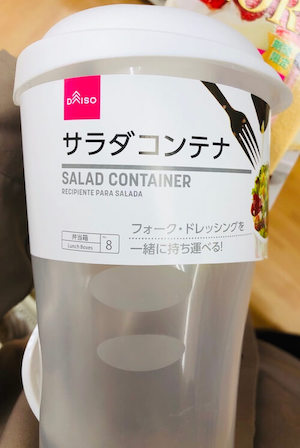 DAISO
サラダコンテナ
SALAD CONTAINER
RECIPIENTE PARA SALADA
弁当箱
Lunch Boxes
8
フォーク・ドレッシングを
一緒に持ち運べる!